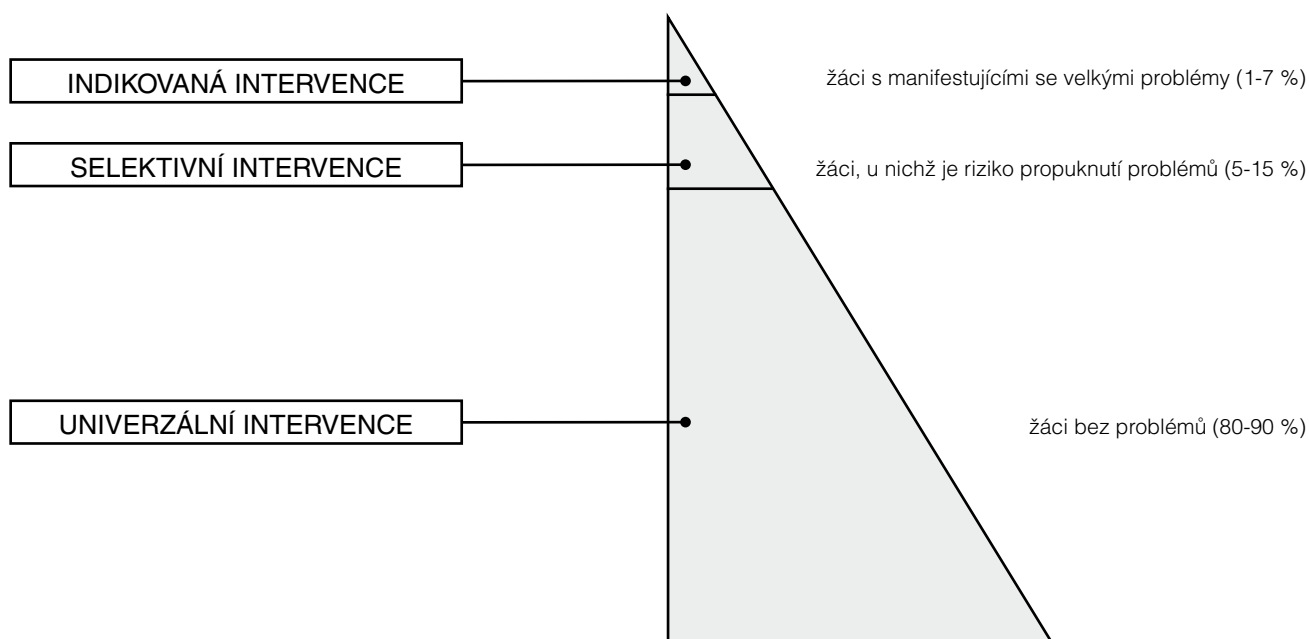 INDIKOVANÁ INTERVENCE
žáci s manifestujícími se velkými problémy (1-7 %)
SELEKTIVNÍ INTERVENCE
žáci, u nichž je riziko propuknutí problémů (5-15 %)
UNIVERZÁLNÍ INTERVENCE
žáci bez problémů (80-90 %)